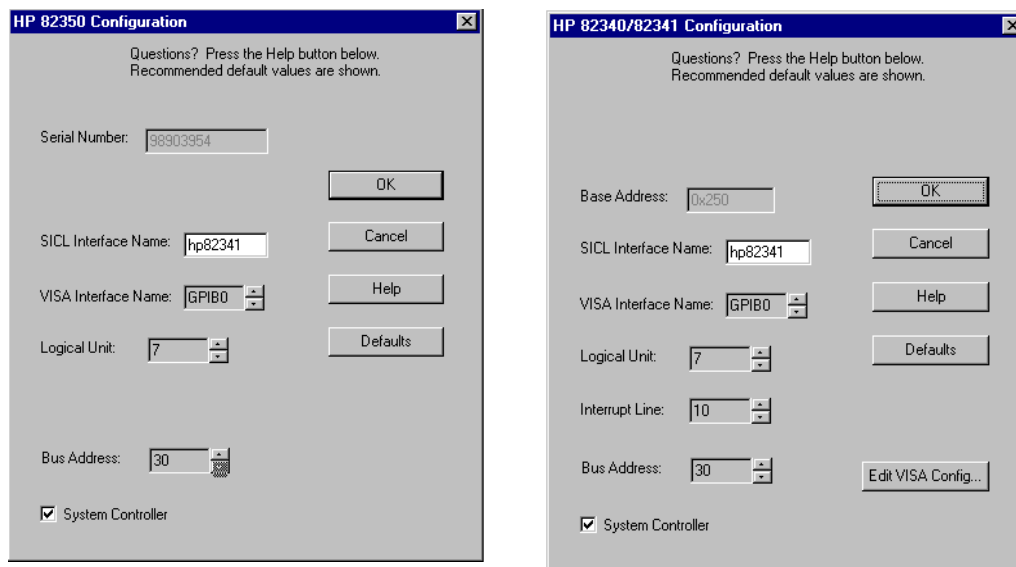 HP 82350 Configuration
Questions? Press the Help button below.
Recommended default values are shown.
Serial Number: 98903954
OK
SICL Interface Name: hp82341
Cancel
VISA Interface Name: GPIB0
Help
Logical Unit: 7
Defaults
Bus Address: 30
System Controller
HP 82340/82341 Configuration
Questions? Press the Help button below.
Recommended default values are shown.
Base Address: 0x250
OK
SICL Interface Name: hp82341
Cancel
VISA Interface Name: GPIB0
Help
Logical Unit: 7
Defaults
Interrupt Line: 10
Bus Address: 30
Edit VISA Config...
System Controller